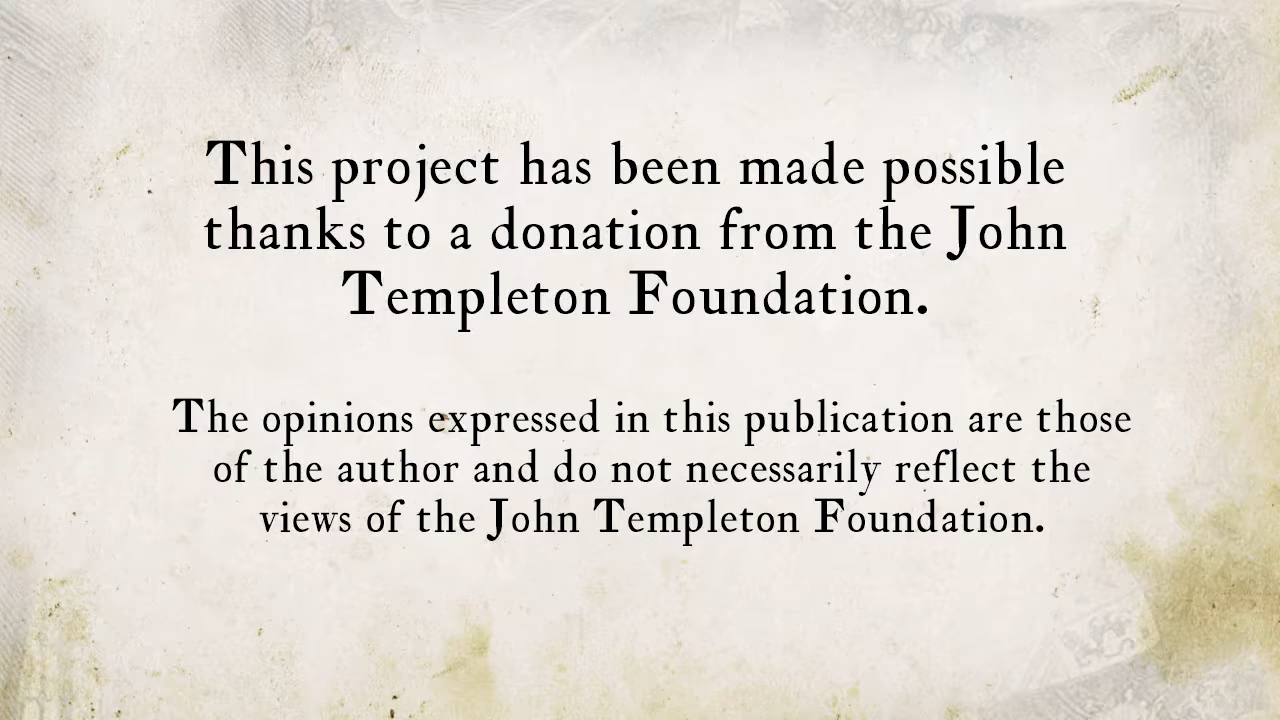 This project has been made possible
thanks to a donation from the John
Templeton Foundation.
The opinions expressed in this publication are those
of the author and do not necessarily reflect the
views of the John Templeton Foundation.